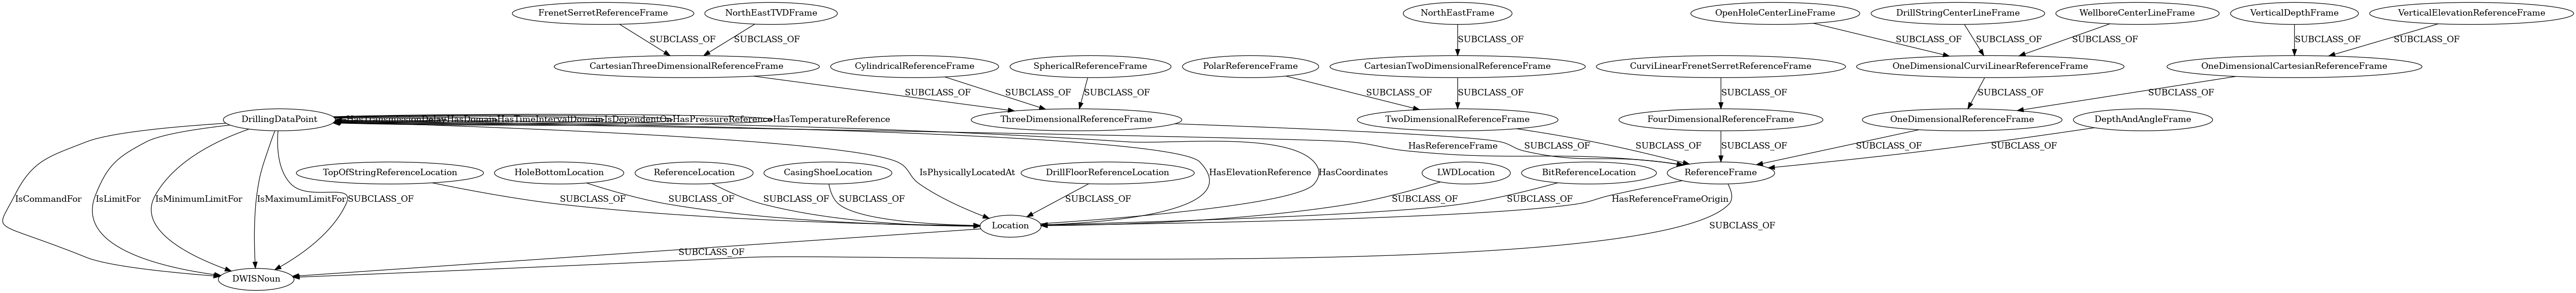 FrenetSerretReferenceFrame NorthEastTVDFrame NorthEastFrame OpenHoleCenterLineFrame DrillStringCenterLineFrame WellboreCenterLineFrame VerticalDepthFrame VerticalElevationReferenceFrame
SUBCLASS_OF SUBCLASS_OF SUBCLASS_OF SUBCLASS_OF SUBCLASS_OF SUBCLASS_OF SUBCLASS_OF SUBCLASS_OF
CartesianThreeDimensionalReferenceFrame CylindricalReferenceFrame SphericalReferenceFrame PolarReferenceFrame CartesianTwoDimensionalReferenceFrame CurviLinearFrenetSerretReferenceFrame OneDimensionalCurviLinearReferenceFrame OneDimensionalCartesianReferenceFrame
SUBCLASS_OF SUBCLASS_OF SUBCLASS_OF SUBCLASS_OF SUBCLASS_OF SUBCLASS_OF SUBCLASS_OF SUBCLASS_OF
DrillingDataPoint HasDomain HasTimeIntervalDomain IsDependentOn HasPressureReference HasTemperatureReference ThreeDimensionalReferenceFrame TwoDimensionalReferenceFrame FourDimensionalReferenceFrame OneDimensionalReferenceFrame DepthAndAngleFrame
HasReferenceFrame SUBCLASS_OF SUBCLASS_OF SUBCLASS_OF SUBCLASS_OF SUBCLASS_OF
TopOfStringReferenceLocation HoleBottomLocation ReferenceLocation CasingShoeLocation IsPhysicallyLocatedAt DrillFloorReferenceLocation HasElevationReference HasCoordinates LWDLocation BitReferenceLocation ReferenceFrame
IsCommandFor IsLimitFor IsMinimumLimitFor IsMaximumLimitFor SUBCLASS_OF SUBCLASS_OF SUBCLASS_OF SUBCLASS_OF SUBCLASS_OF SUBCLASS_OF SUBCLASS_OF SUBCLASS_OF HasReferenceFrameOrigin
Location
SUBCLASS_OF SUBCLASS_OF
DWISNoun